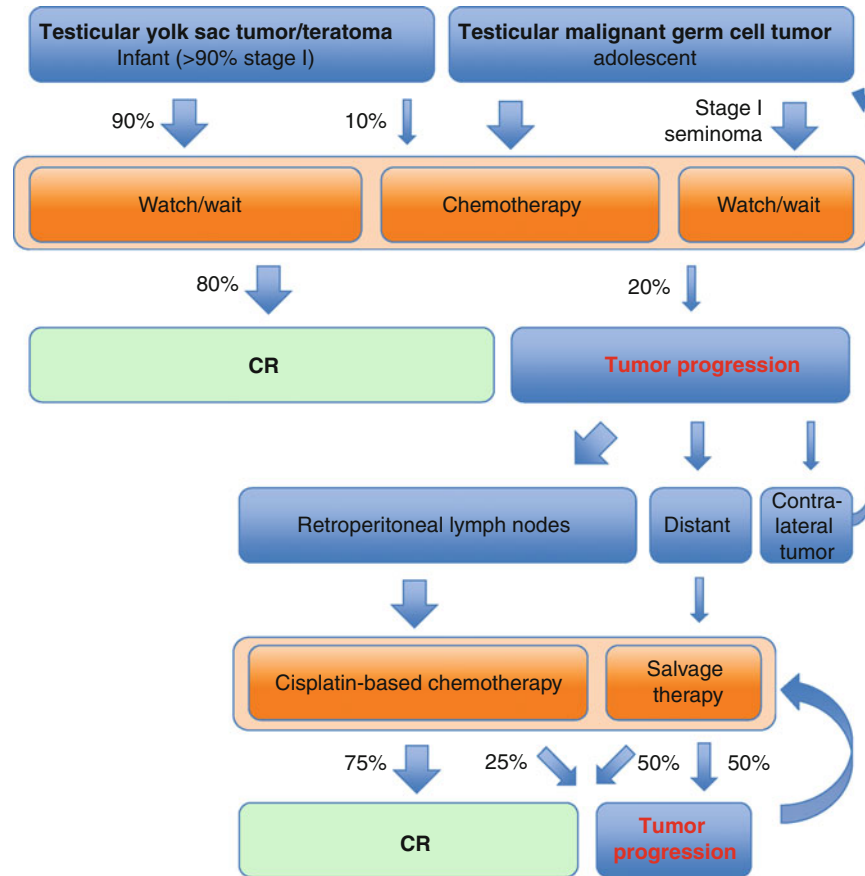 Testicular yolk sac tumor/teratoma
Infant (>90% stage I)
Testicular malignant germ cell tumor
adolescent
90%
10%
Stage I
seminoma
Watch/wait
Chemotherapy
Watch/wait
80%
20%
CR
Tumor progression
Retroperitoneal lymph nodes
Distant
Contra-
lateral
tumor
Cisplatin-based chemotherapy
Salvage
therapy
75%
25%
50%
50%
CR
Tumor
progression